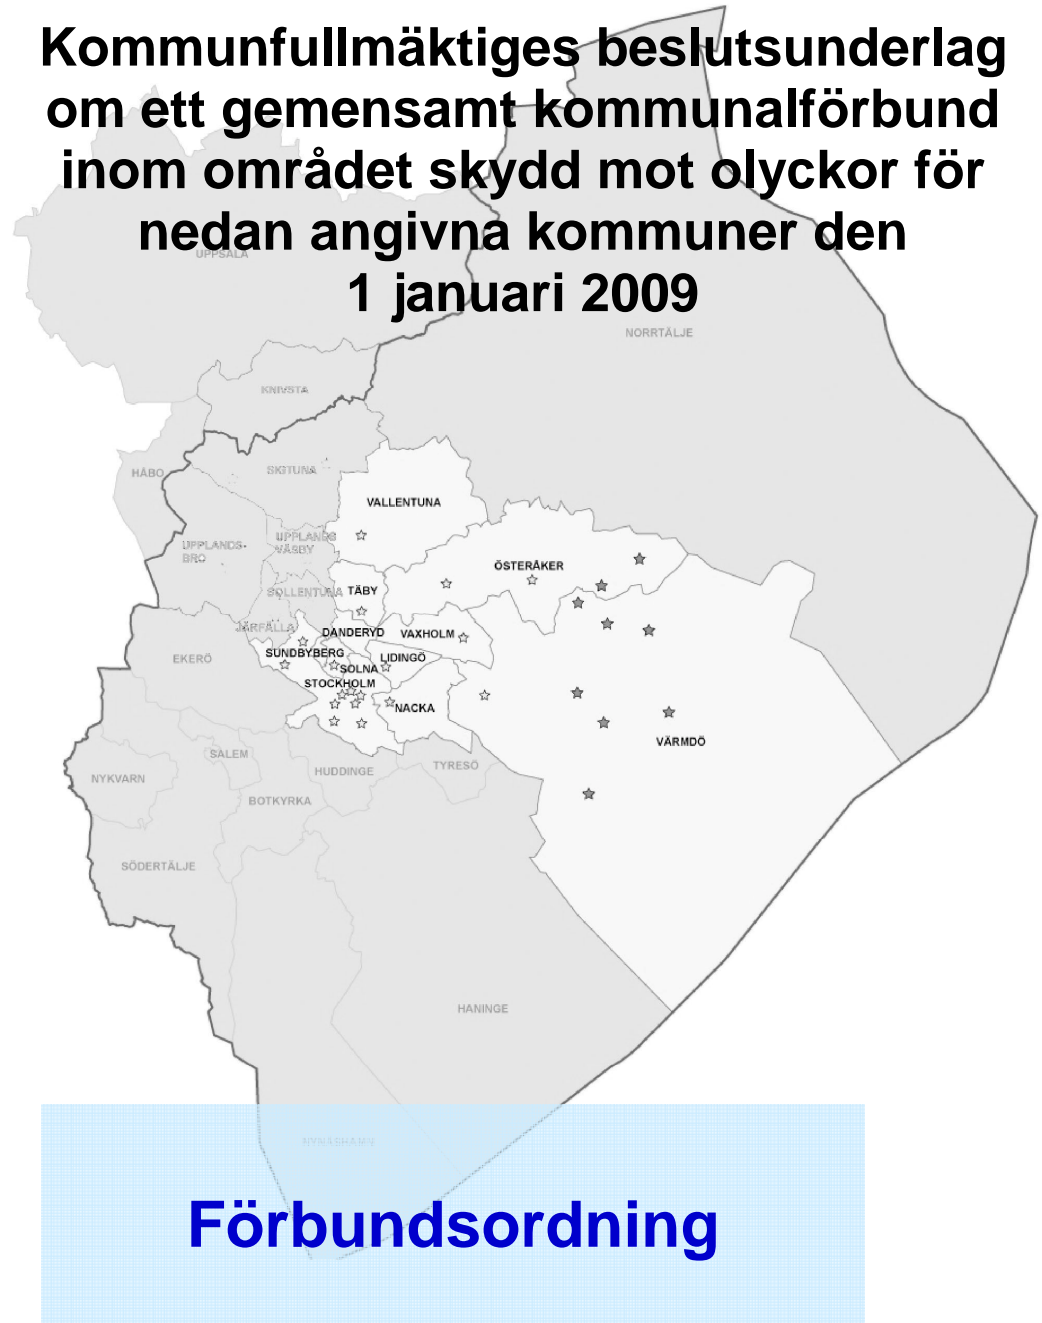 Kommunfullmäktiges beslutsunderlag
om ett gemensamt kommunalförbund
inom området skydd mot olyckor för
nedan angivna kommuner den
1 januari 2009
UPPSALA
NORRTÄLJE
KNIVSTA
HÅBO
SIGTUNA
VALLENTUNA
UPPLANDS-
BRO
UPPLANDS
VÄSBY
ÖSTERÅKER
SOLLENTUNA
TÄBY
JÄRFÄLLA
DANDERYD
VAXHOLM
SUNDBYBERG
EKERÖ
LIDINGÖ
SOLNA
STOCKHOLM
NACKA
VÄRMDÖ
SALEM
TYRESÖ
NYKVARN
HUDDINGE
BOTKYRKA
SÖDERTÄLJE
HANINGE
NYNÄSHAMN
Förbundsordning